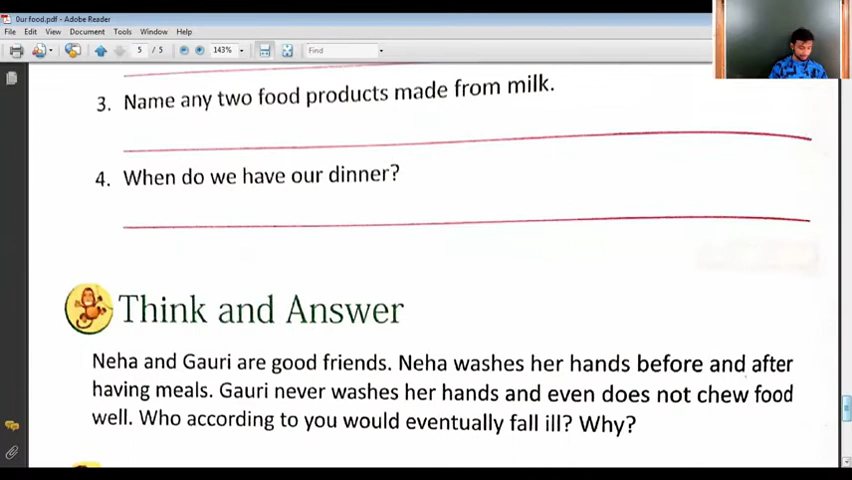 0ur food.pdf - Adobe Reader
File Edit View Document Tools Window Help
5 / 5 143% Find
3. Name any two food products made from milk.
4. When do we have our dinner?
Think and Answer
Neha and Gauri are good friends. Neha washes her hands before and after
having meals. Gauri never washes her hands and even does not chew food
well. Who according to you would eventually fall ill? Why?